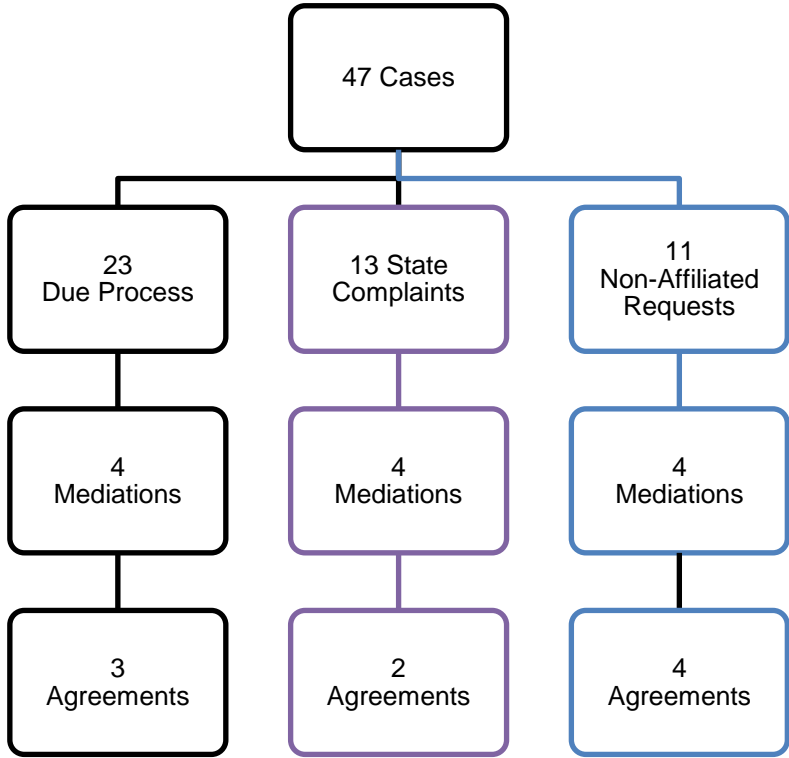 47 Cases
23
Due Process
13 State
Complaints
11
Non-Affiliated
Requests
4
Mediations
4
Mediations
4
Mediations
3
Agreements
2
Agreements
4
Agreements